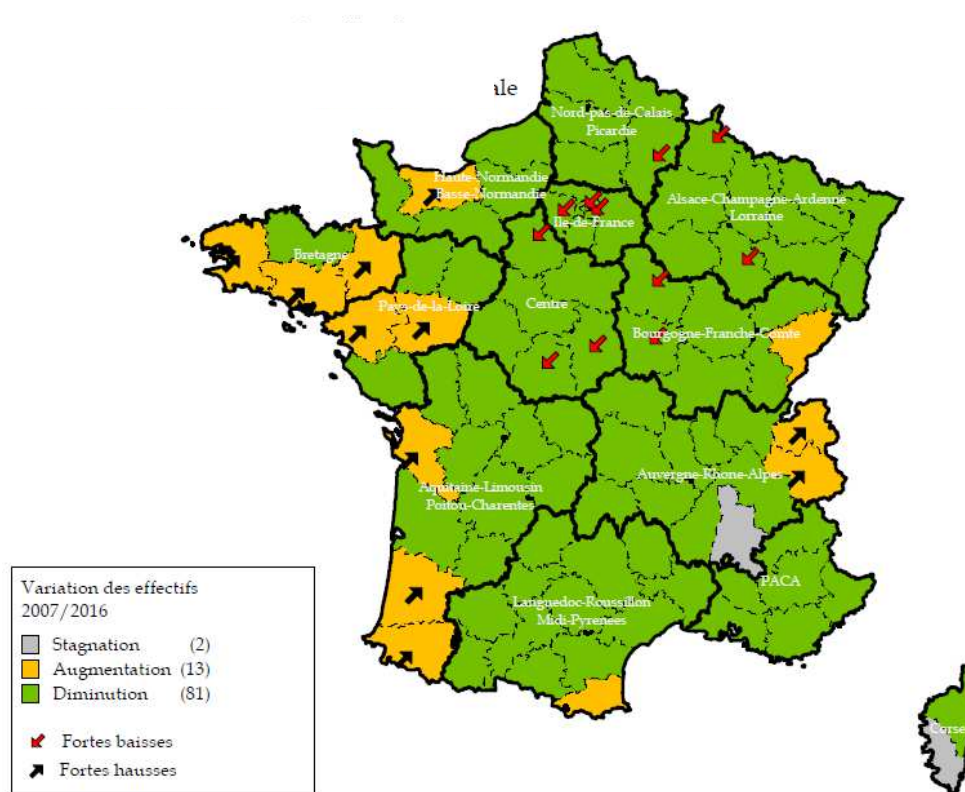 ale
Nord-pas-de-Calais
Picardie
Haute-Normandie
Basse-Normandie
Alsace-Champagne-Ardenne
Lorraine
Ile-de-France
Bretagne
Pays-de-la-Loire
Centre
Bourgogne-Franche-Comte
Auvergne-Rhone-Alpes
Aquitaine-Limousin
Poitou-Charentes
PACA
Languedoc-Roussillon
Midi-Pyrenees
Corse
Variation des effectifs
2007/2016
Stagnation (2)
Augmentation (13)
Diminution (81)
Fortes baisses
Fortes hausses